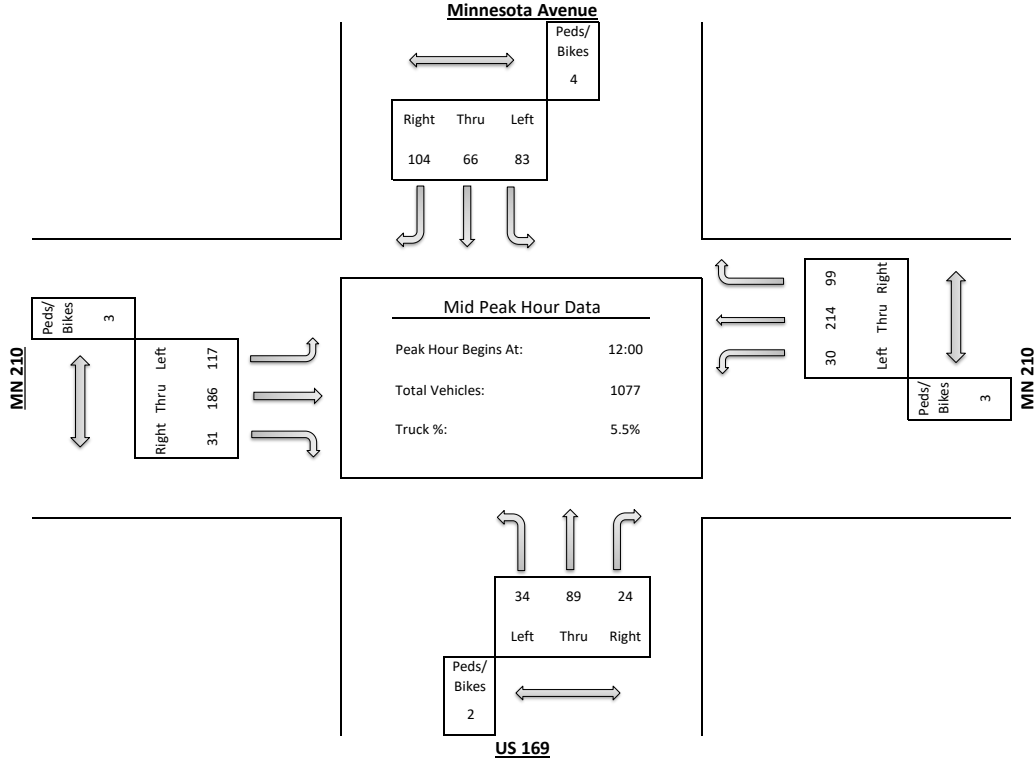 Minnesota Avenue
Peds/
Bikes
4
Right Thru Left
104 66 83
Peds/
Bikes
3
Left 117
Thru 186
Right 31
MN 210
Mid Peak Hour Data
Peak Hour Begins At: 12:00
Total Vehicles: 1077
Truck %: 5.5%
99 Right
214 Thru
30 Left
Peds/
Bikes
3
MN 210
34 89 24
Left Thru Right
Peds/
Bikes
2
US 169